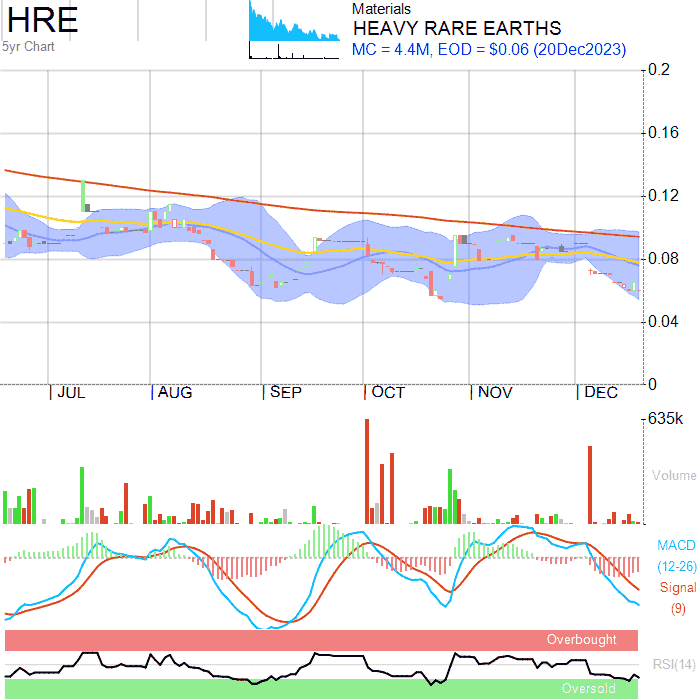 HRE
5yr Chart
Materials
HEAVY RARE EARTHS
MC = 4.4M, EOD = $0.06 (20Dec2023)
0.2
0.16
0.12
0.08
0.04
0
JUL AUG SEP OCT NOV DEC
635k
Volume
MACD
(12-26)
Signal
(9)
Overbought
RSI(14)
Oversold